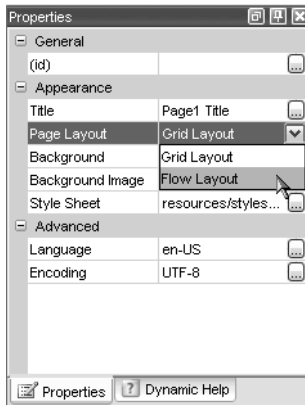 Properties
General
(id)
Appearance
Title Page1 Title
Page Layout Grid Layout
Background Grid Layout
Background Image Flow Layout
Style Sheet resources/styles...
Advanced
Language en-US
Encoding UTF-8
Properties Dynamic Help